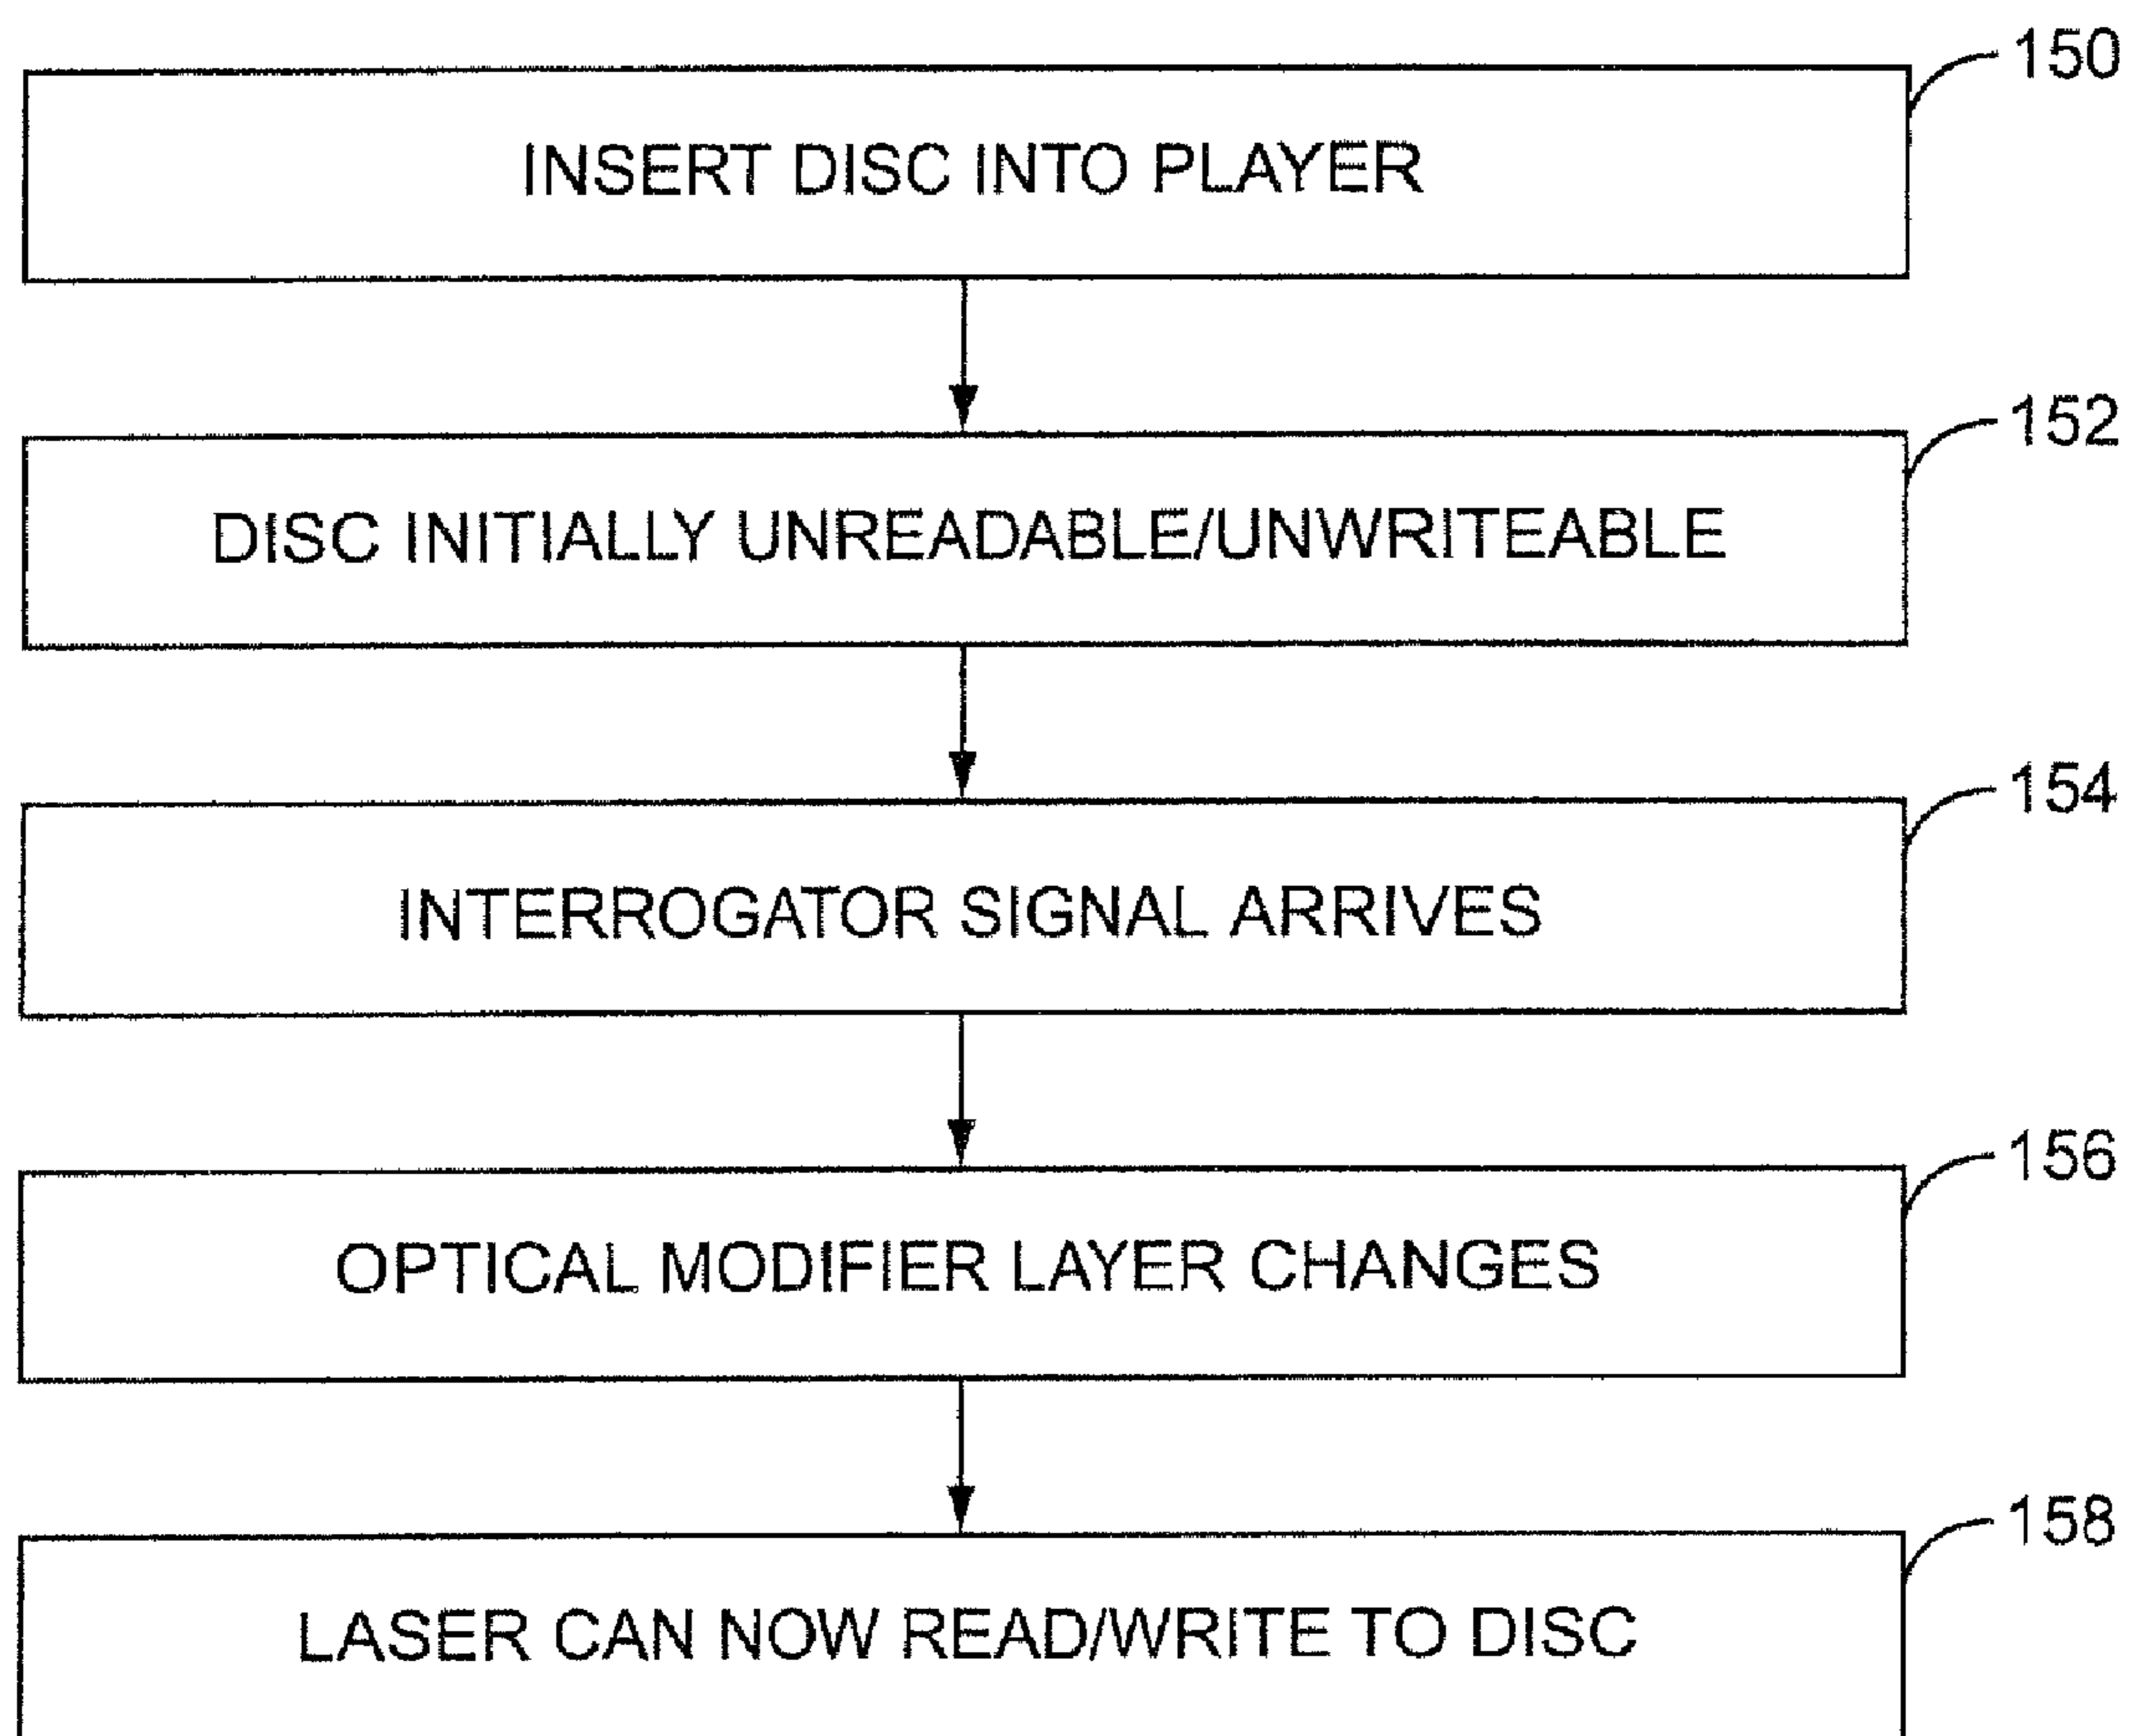 150
INSERT DISC INTO PLAYER
152
DISC INITIALLY UNREADABLE/UNWRITEABLE
154
INTERROGATOR SIGNAL ARRIVES
156
OPTICAL MODIFIER LAYER CHANGES
158
LASER CAN NOW READ/WRITE TO DISC